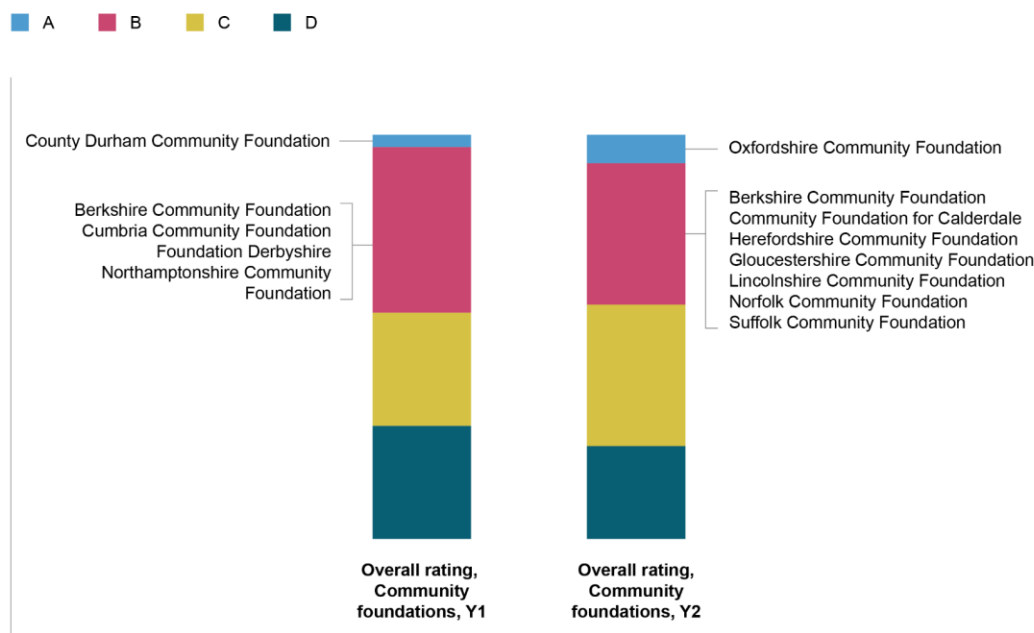 A
B
C
D
County Durham Community Foundation
Berkshire Community Foundation
Cumbria Community Foundation
Foundation Derbyshire
Northamptonshire Community
Foundation
Oxfordshire Community Foundation
Berkshire Community Foundation
Community Foundation for Calderdale
Herefordshire Community Foundation
Gloucestershire Community Foundation
Lincolnshire Community Foundation
Norfolk Community Foundation
Suffolk Community Foundation
Overall rating,
Community
foundations, Y1
Overall rating,
Community
foundations, Y2